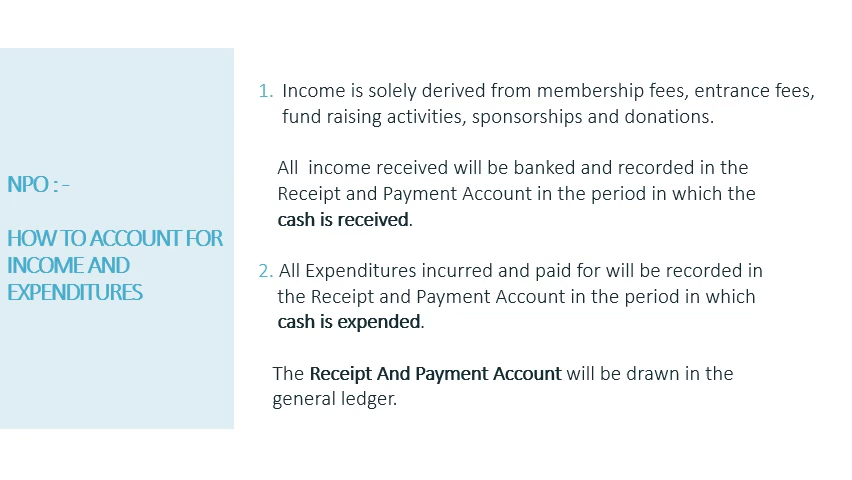 NPO : -
HOW TO ACCOUNT FOR
INCOME AND
EXPENDITURES
1. Income is solely derived from membership fees, entrance fees,
fund raising activities, sponsorships and donations.
All income received will be banked and recorded in the
Receipt and Payment Account in the period in which the
cash is received.
2. All Expenditures incurred and paid for will be recorded in
the Receipt and Payment Account in the period in which
cash is expended.
The Receipt And Payment Account will be drawn in the
general ledger.